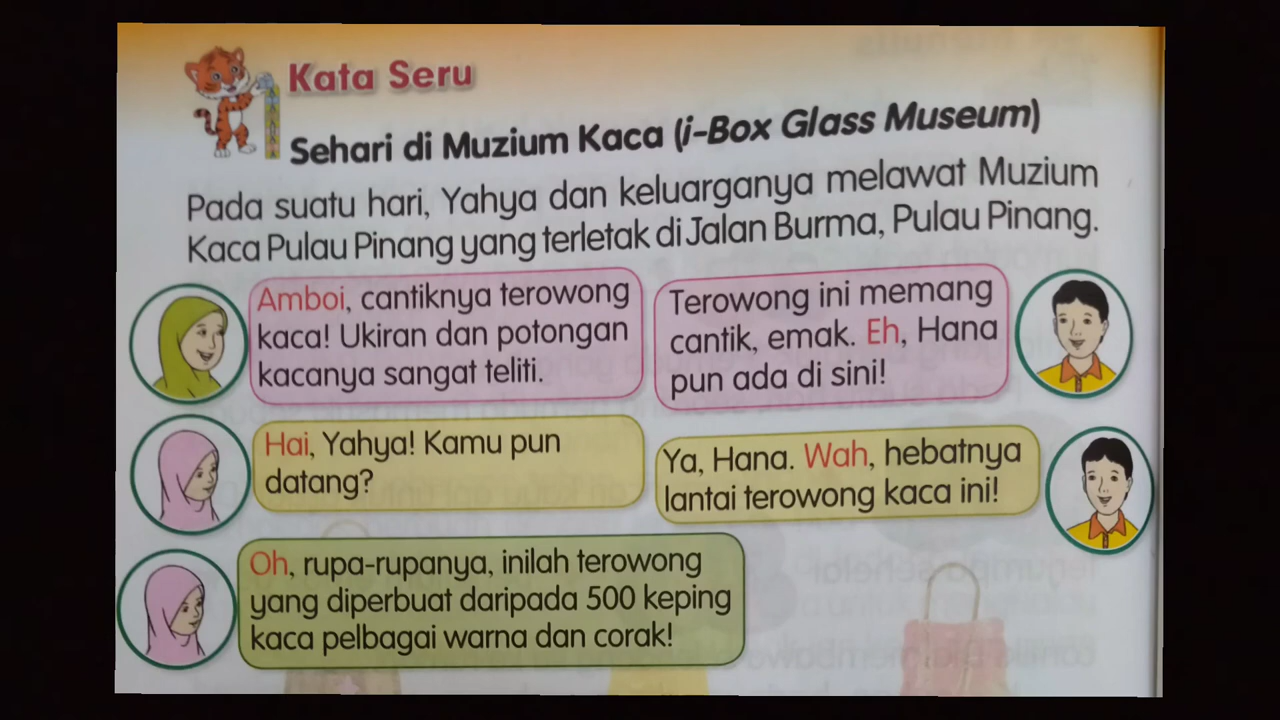 Kata Seru
Sehari di Muzium Kaca (i-Box Glass Museum)
Pada suatu hari, Yahya dan keluarganya melawat Muzium
Kaca Pulau Pinang yang terletak di Jalan Burma, Pulau Pinang.
Amboi, cantiknya terowong
kaca! Ukiran dan potongan
kacanya sangat teliti.
Terowong ini memang
cantik, emak. Eh, Hana
pun ada di sini!
Hai, Yahya! Kamu pun
datang?
Ya, Hana. Wah, hebatnya
lantai terowong kaca ini!
Oh, rupa-rupanya, inilah terowong
yang diperbuat daripada 500 keping
kaca pelbagai warna dan corak!